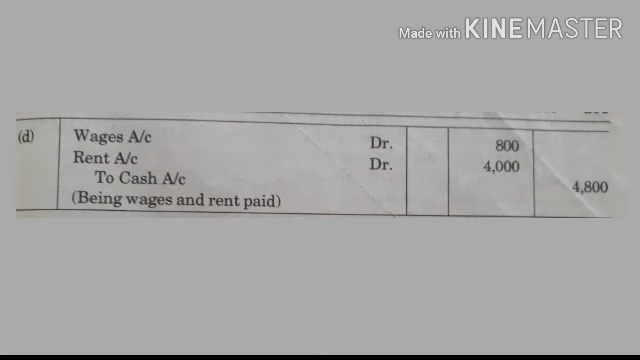 Made with KINEMASTER
(d) Wages A/c Dr. 800
Rent A/c Dr. 4,000
To Cash A/c 4,800
(Being wages and rent paid)